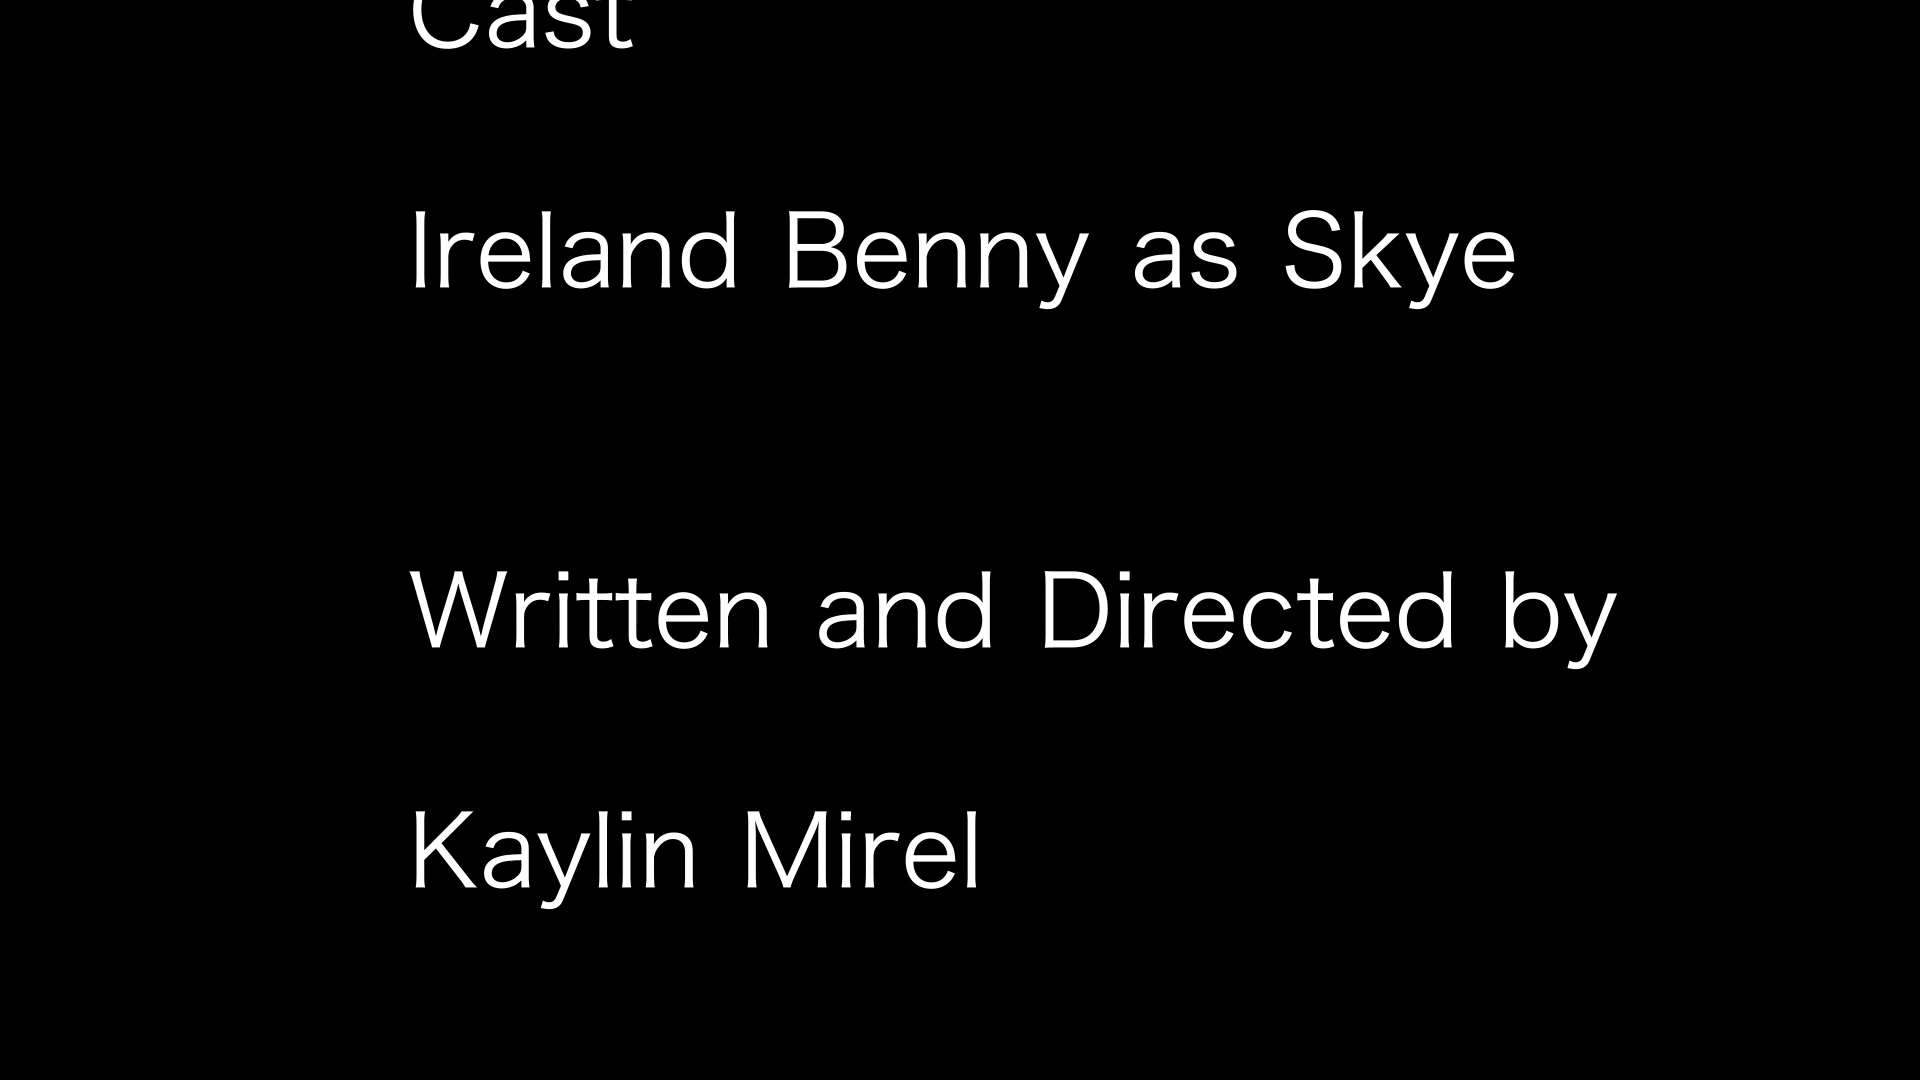 Cast
Ireland Benny as Skye
Written and Directed by
Kaylin Mirel